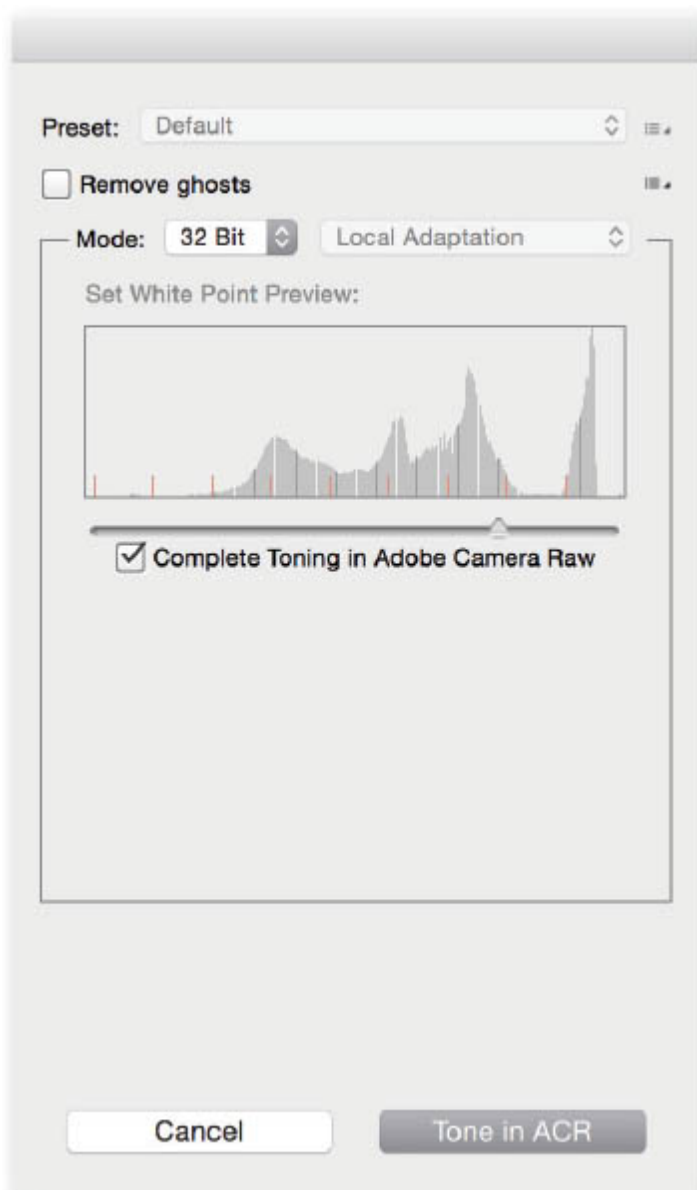 Preset: Default
Remove ghosts
Mode: 32 Bit Local Adaptation
Set White Point Preview:
Complete Toning in Adobe Camera Raw
Cancel Tone in ACR